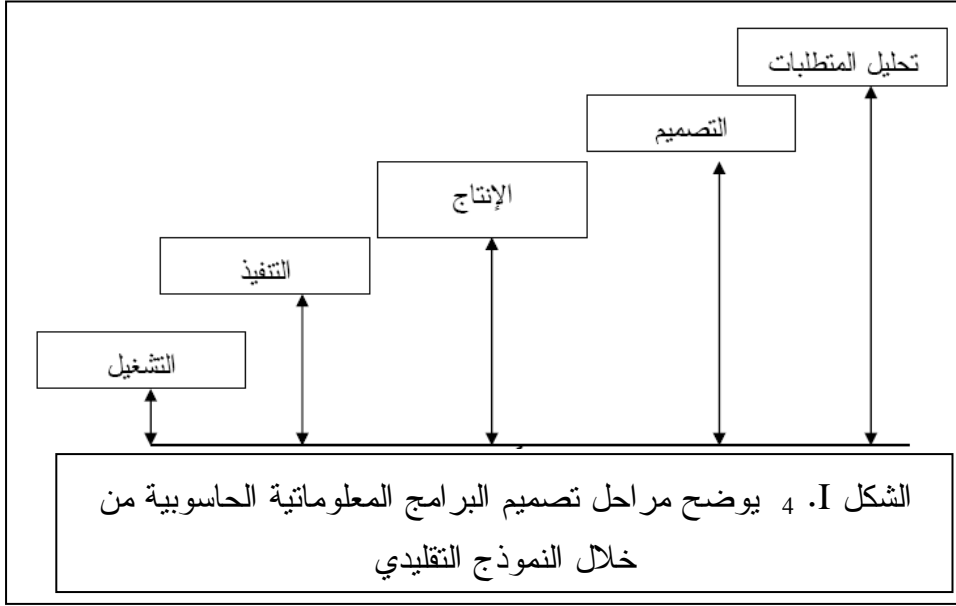 تحليل المتطلبات
التصميم
الإنتاج
التنفيذ
التشغيل
الشكل I. 4 يوضح مراحل تصميم البرامج المعلوماتية الحاسوبية من
خلال النموذج التقليدي